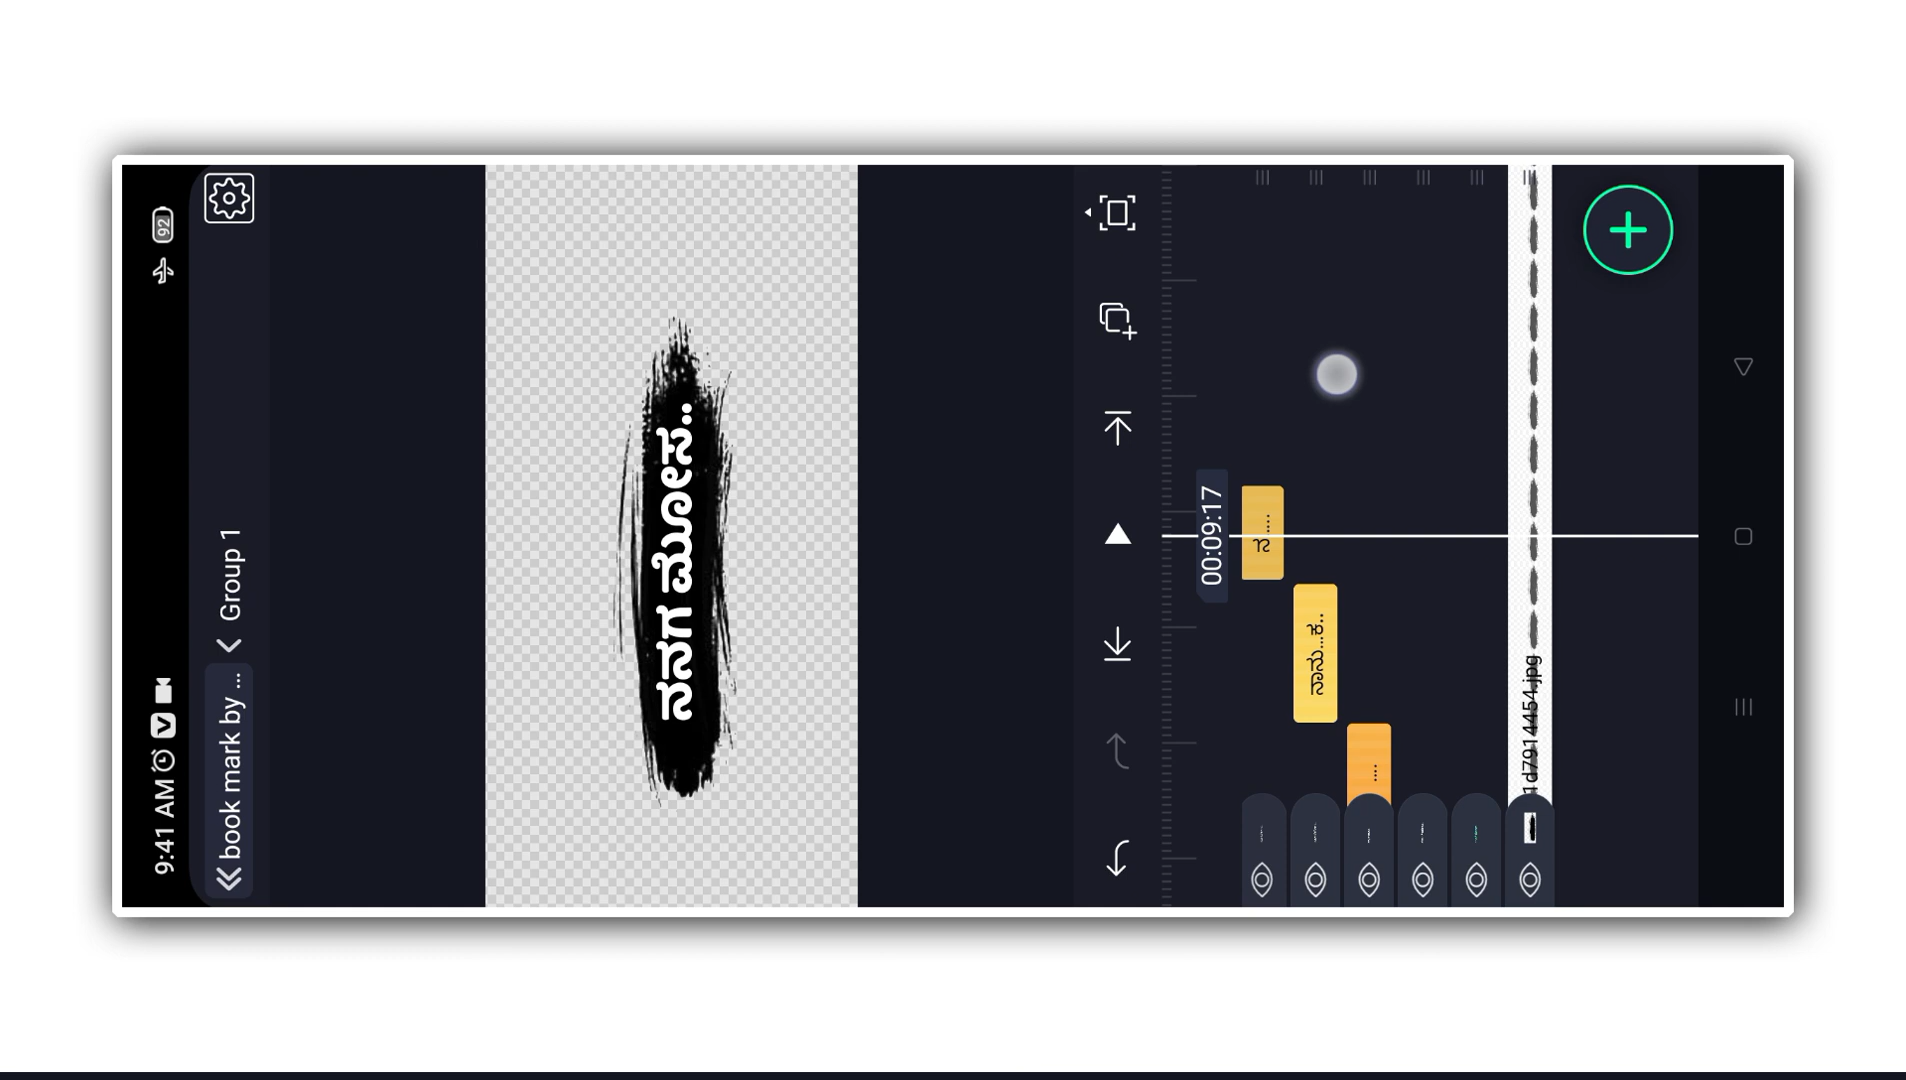 9:41 AM
92
book mark by ...
Group 1
ನನಗ ಮೋಸ..
00:09:17
ನ....
ನಾನು...ಕೆ..
....
1d7914454.jpg